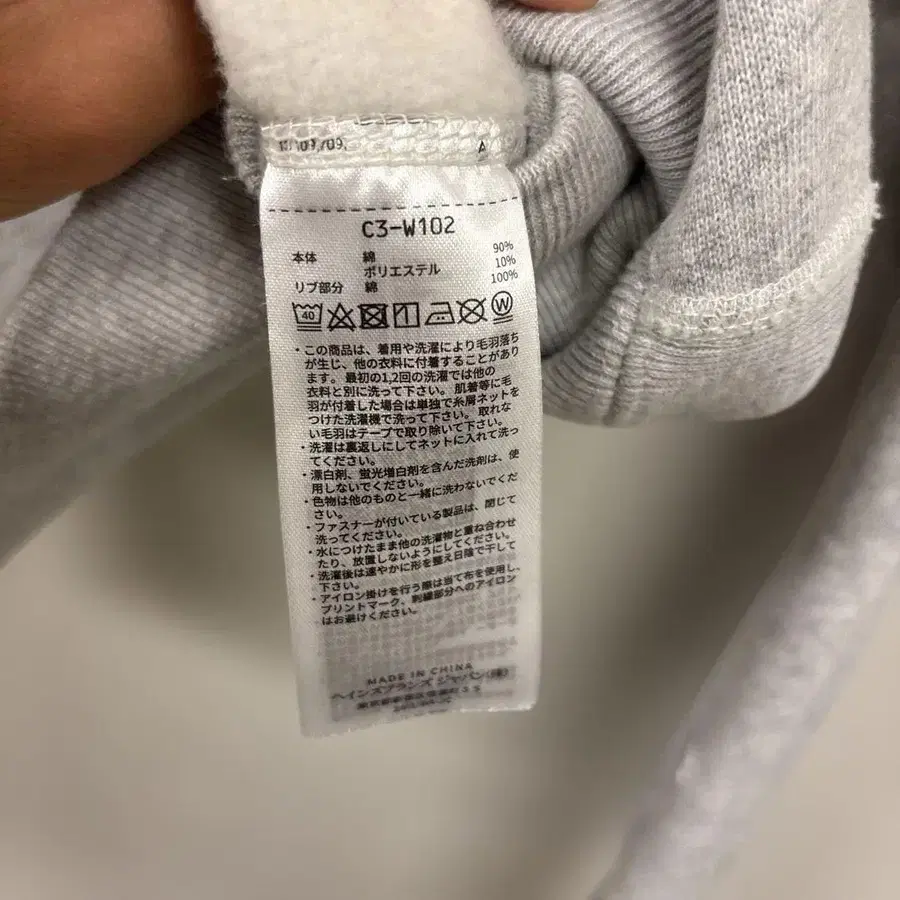 C3-W102
本体 綿 90%
ポリエステル 10%
リブ部分 綿 100%
40
W
・この商品は、着用や洗濯により毛羽落ち
が生じ、他の衣料に付着することがあり
ます。最初の1,2回の洗濯では他の
衣料と別に洗って下さい。肌着等に毛
羽が付着した場合は単独で糸屑ネットを
つけた洗濯機で洗って下さい。取れな
い毛羽はテープで取り除いて下さい。
・洗濯は裏返しにしてネットに入れて洗っ
てください。
・漂白剤、蛍光増白剤を含んだ洗剤は、使
用しないでください。
・色物は他のものと一緒に洗わないでくだ
さい。
・ファスナーが付いている製品は、閉じて
洗ってください。
・水につけたまま他の洗濯物と重ね合わせ
たり、放置しないようにしてください。
・洗濯後は速やかに形を整え日陰で干して
下さい。
・アイロン掛けを行う際は当て布を使用し、
プリントマーク、刺繍部分へのアイロン
はお避けください。
MADE IN CHINA
ヘインズブランズ ジャパン(株)